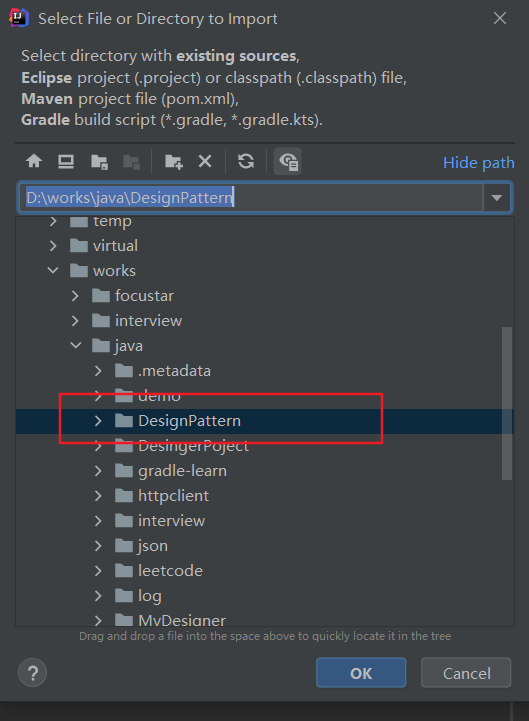 Select File or Directory to Import
Select directory with existing sources,
Eclipse project (.project) or classpath (.classpath) file,
Maven project file (pom.xml),
Gradle build script (*.gradle, *.gradle.kts).
Hide path
D:\works\java\DesignPattern
temp
virtual
works
focustar
interview
java
.metadata
demo
DesignPattern
DesingerPoject
gradle-learn
httpclient
interview
json
leetcode
log
MyDesigner
Drag and drop a file into the space above to quickly locate it in the tree
?
OK
Cancel